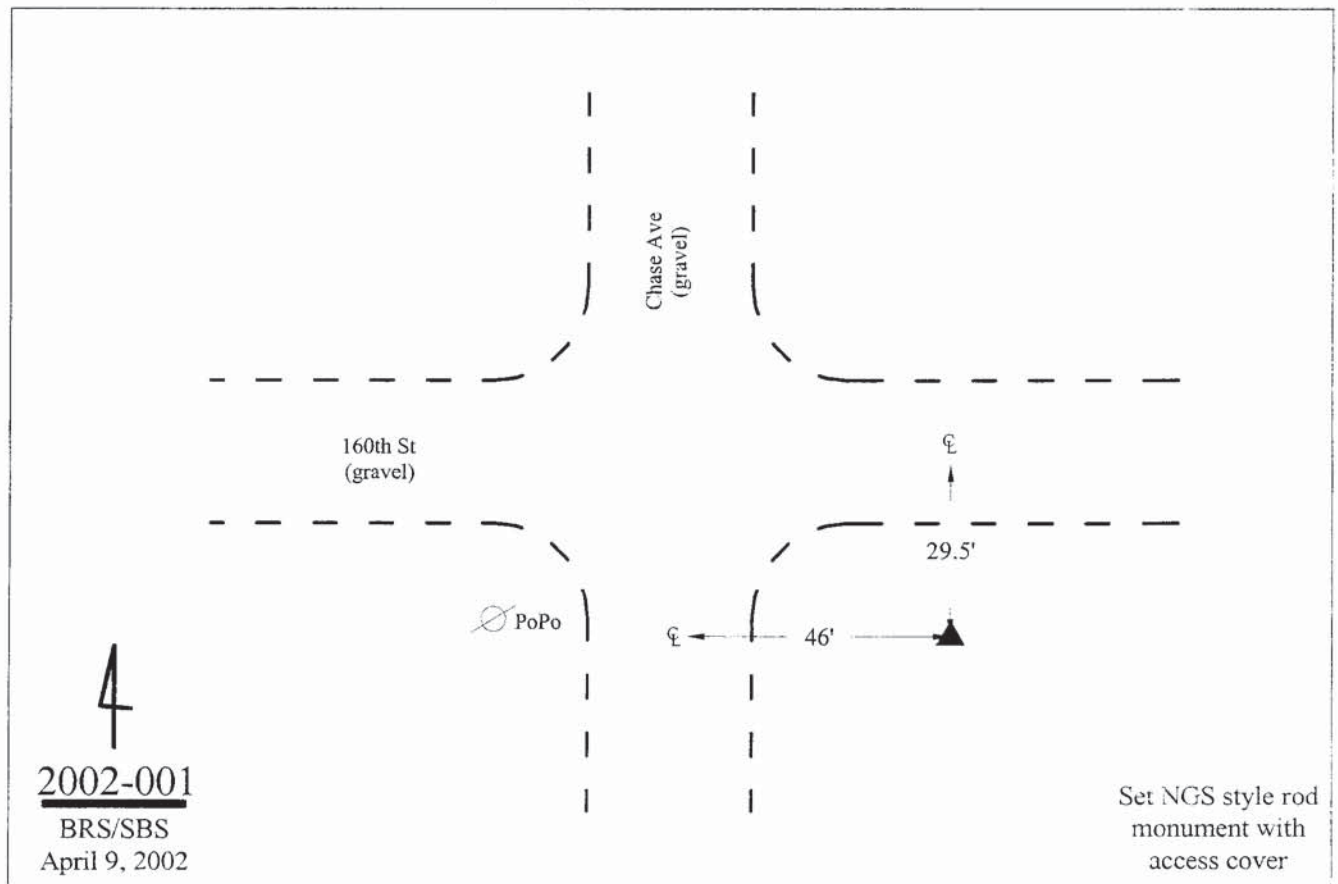 Chase Ave
(gravel)
160th St
(gravel)
℄
29.5'
PoPo
℄
46'
2002-001
BRS/SBS
April 9, 2002
Set NGS style rod
monument with
access cover